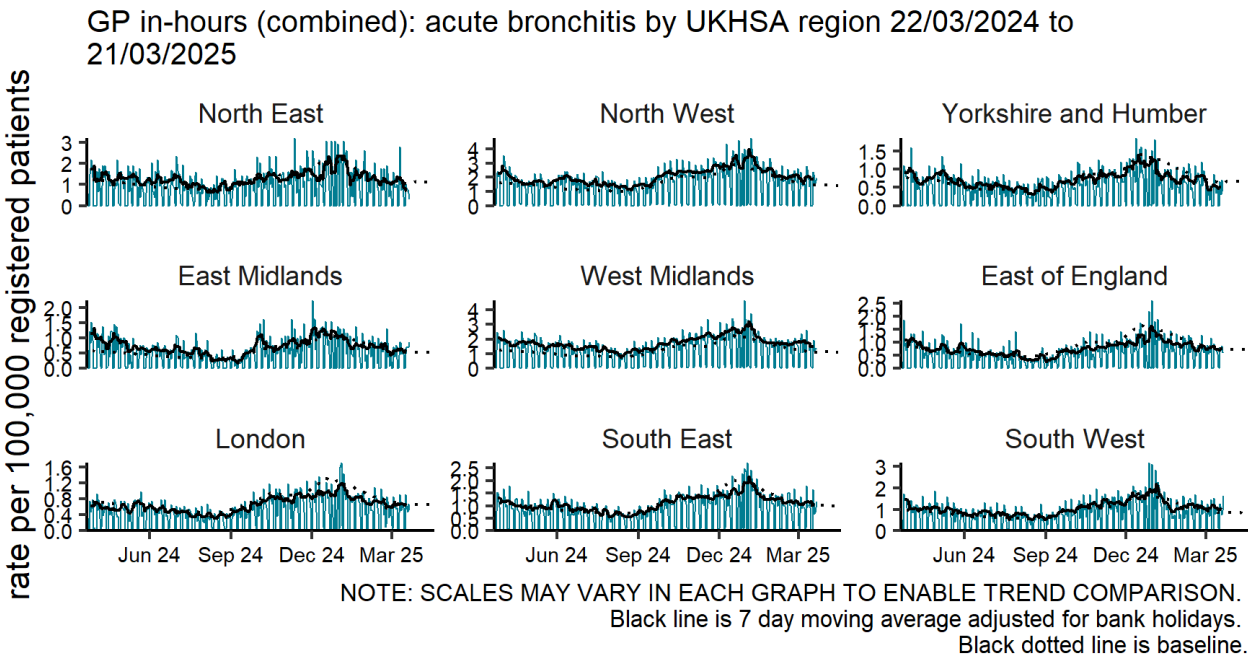 GP in-hours (combined): acute bronchitis by UKHSA region 22/03/2024 to
21/03/2025
rate per 100,000 registered patients
North East
3
2
1
0
North West
4
3
2
1
0
Yorkshire and Humber
1.5
1.0
0.5
0.0
East Midlands
2.0
1.5
1.0
0.5
0.0
West Midlands
4
3
2
1
0
East of England
2.5
2.0
1.5
1.0
0.5
0.0
London
1.6
1.2
0.8
0.4
0.0
South East
2.5
2.0
1.5
1.0
0.5
0.0
South West
3
2
1
0
Jun 24 Sep 24 Dec 24 Mar 25
Jun 24 Sep 24 Dec 24 Mar 25
Jun 24 Sep 24 Dec 24 Mar 25
NOTE: SCALES MAY VARY IN EACH GRAPH TO ENABLE TREND COMPARISON.
Black line is 7 day moving average adjusted for bank holidays.
Black dotted line is baseline.